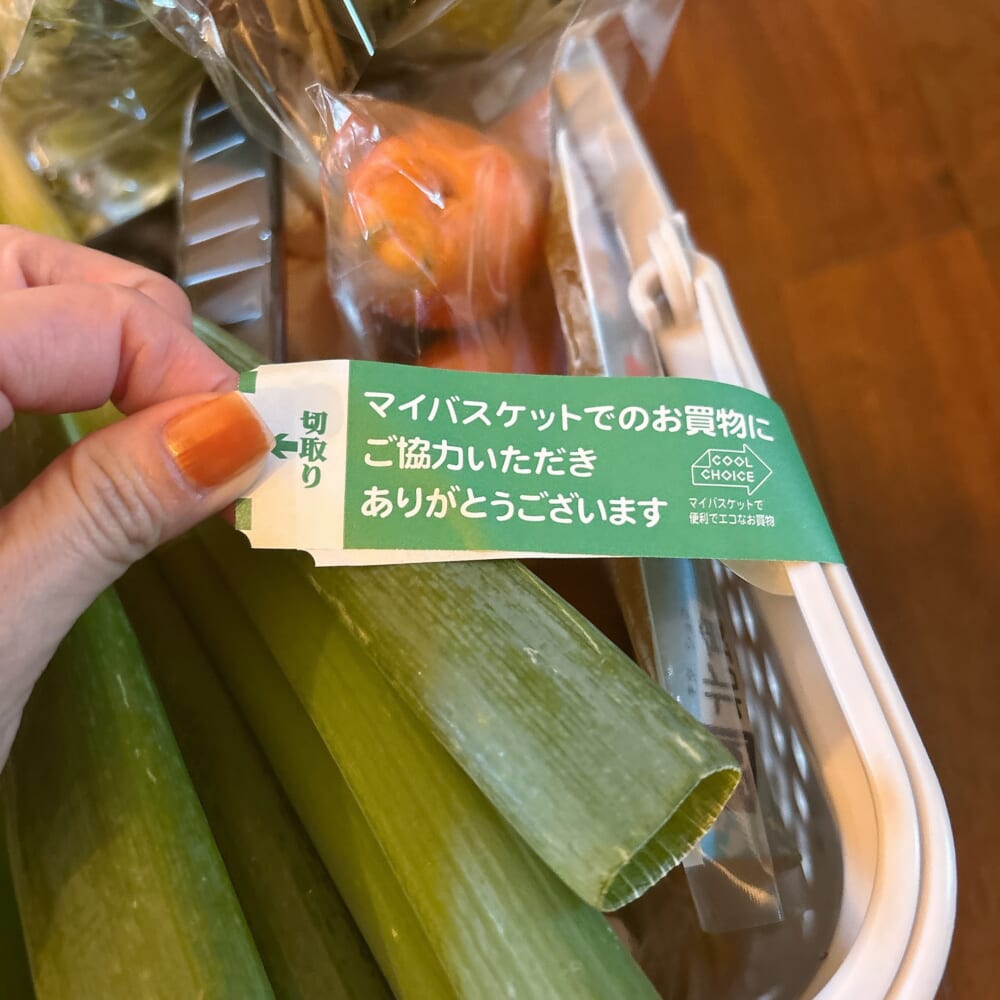 切取り
マイバスケットでのお買物に
ご協力いただき
ありがとうございます
COOL
CHOICE
マイバスケットで
便利でエコなお買物